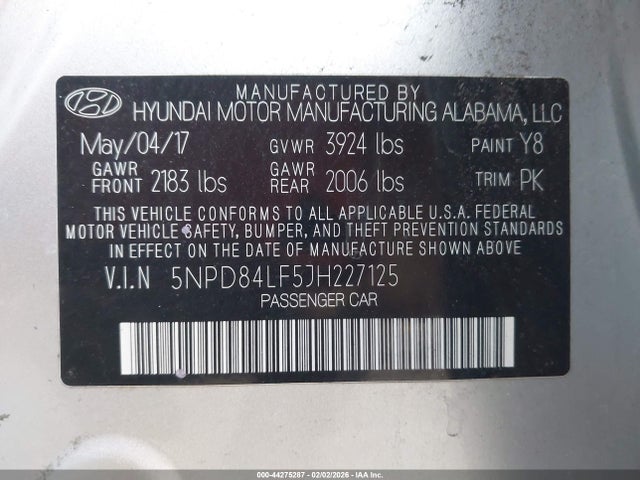 MANUFACTURED BY
HYUNDAI MOTOR MANUFACTURING ALABAMA, LLC
May/04/17 GVWR 3924 lbs PAINT Y8
GAWR FRONT 2183 lbs GAWR REAR 2006 lbs TRIM PK
THIS VEHICLE CONFORMS TO ALL APPLICABLE U.S.A. FEDERAL
MOTOR VEHICLE SAFETY, BUMPER, AND THEFT PREVENTION STANDARDS
IN EFFECT ON THE DATE OF MANUFACTURE SHOWN ABOVE.
V.I.N 5NPD84LF5JH227125
PASSENGER CAR
000-44275267 - 02/02/2026 - IAA Inc.